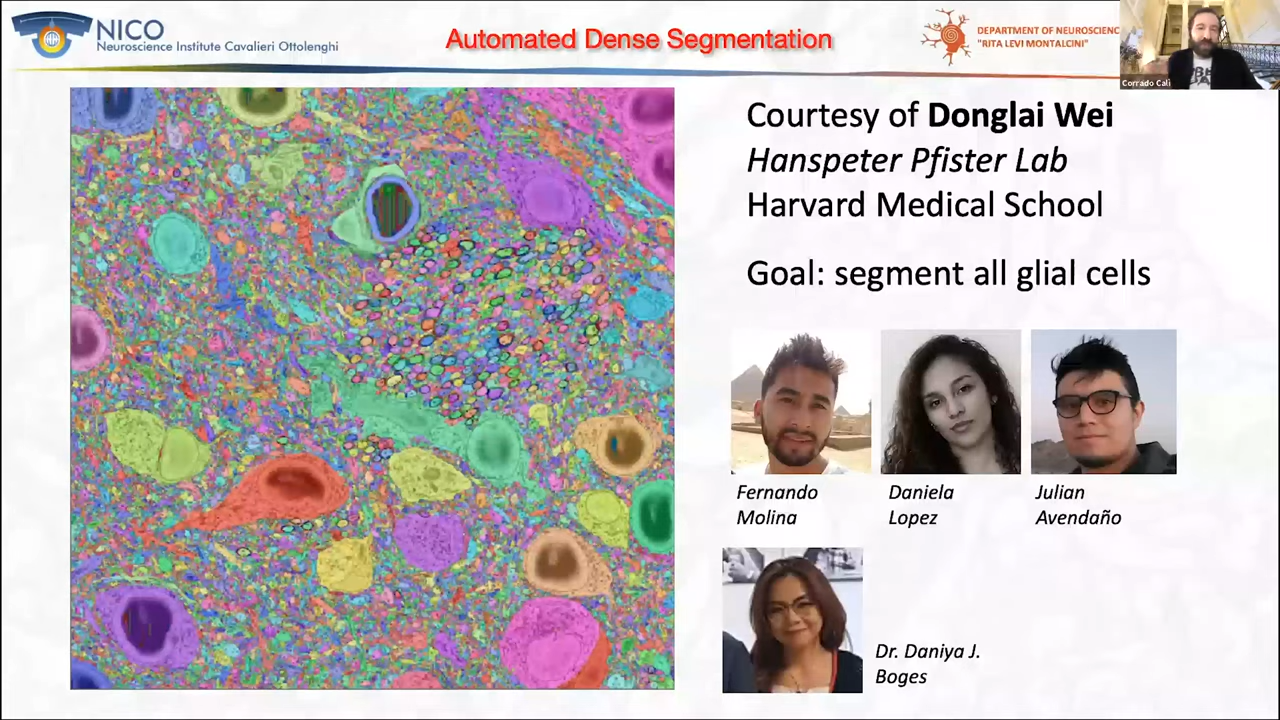 NICO
Neuroscience Institute Cavalieri Ottolenghi
Automated Dense Segmentation
DEPARTMENT OF NEUROSCIENC
"RITA LEVI MONTALCINI"
Corrado Calì
Courtesy of Donglai Wei
Hanspeter Pfister Lab
Harvard Medical School
Goal: segment all glial cells
Fernando
Molina
Daniela
Lopez
Julian
Avendaño
Dr. Daniya J.
Boges